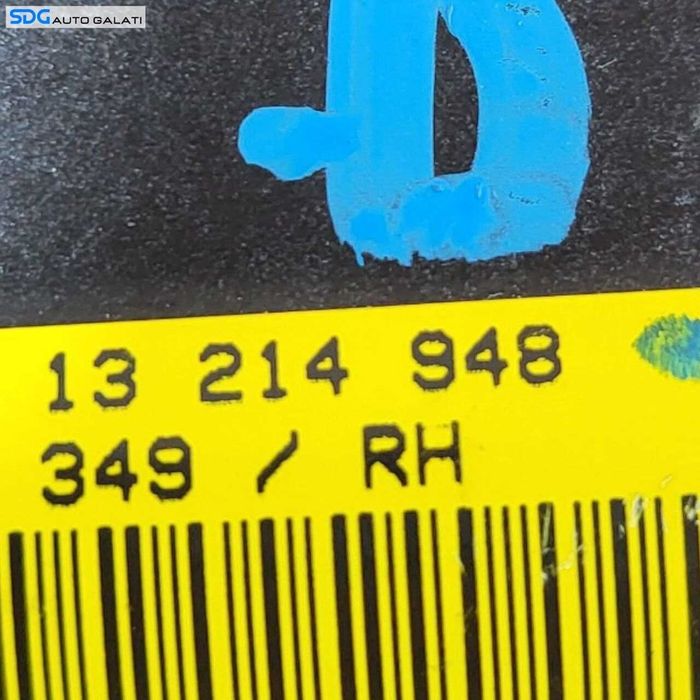 SDG AUTO GALATI
D
13 214 948
349 / RH